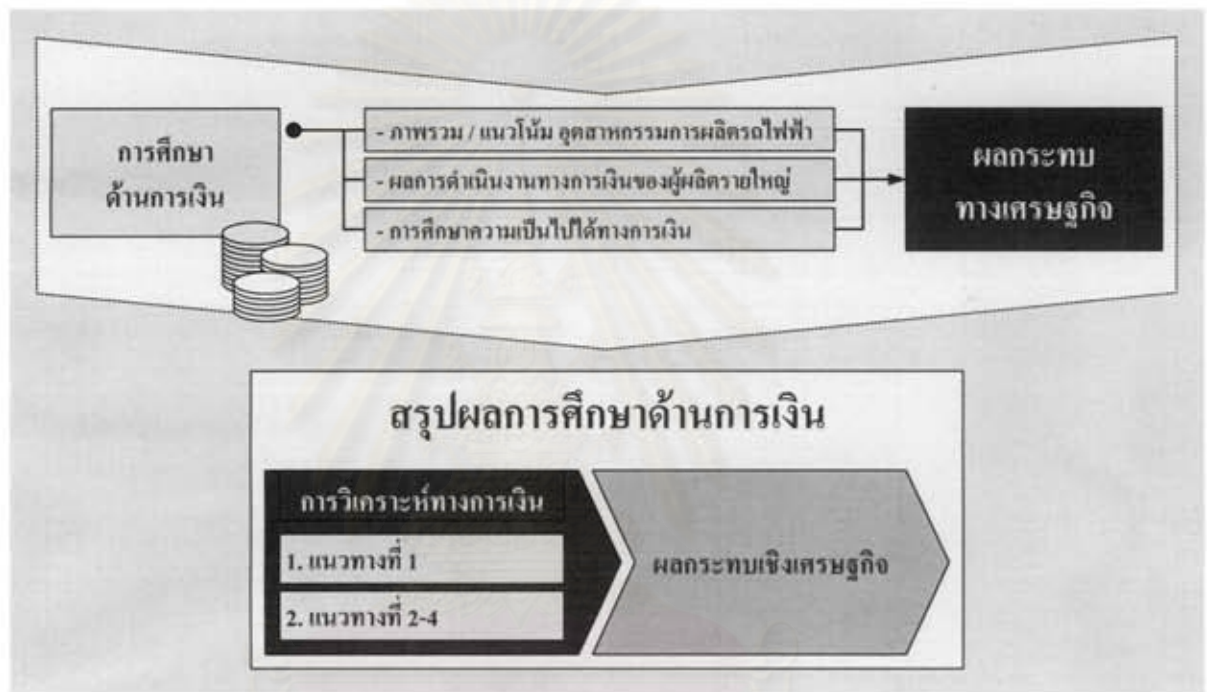 การศึกษา
ด้านการเงิน
- ภาพรวม / แนวโน้ม อุตสาหกรรมการผลิตรถไฟฟ้า
- ผลการดำเนินงานทางการเงินของผู้ผลิตรายใหญ่
- การศึกษาความเป็นไปได้ทางการเงิน
ผลกระทบ
ทางเศรษฐกิจ
สรุปผลการศึกษาด้านการเงิน
การวิเคราะห์ทางการเงิน
1. แนวทางที่ 1
2. แนวทางที่ 2-4
ผลกระทบเชิงเศรษฐกิจ